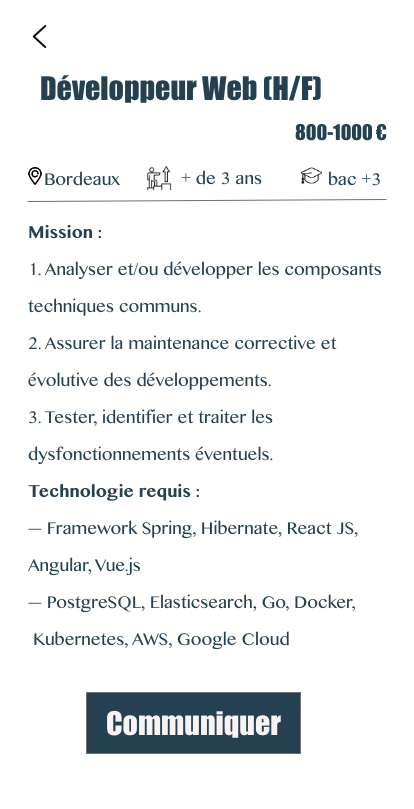 Développeur Web (H/F)
800-1000 €
Bordeaux + de 3 ans bac +3
Mission :
1. Analyser et/ou développer les composants
techniques communs.
2. Assurer la maintenance corrective et
évolutive des développements.
3. Tester, identifier et traiter les
dysfonctionnements éventuels.
Technologie requis :
— Framework Spring, Hibernate, React JS,
Angular, Vue.js
— PostgreSQL, Elasticsearch, Go, Docker,
Kubernetes, AWS, Google Cloud
Communiquer